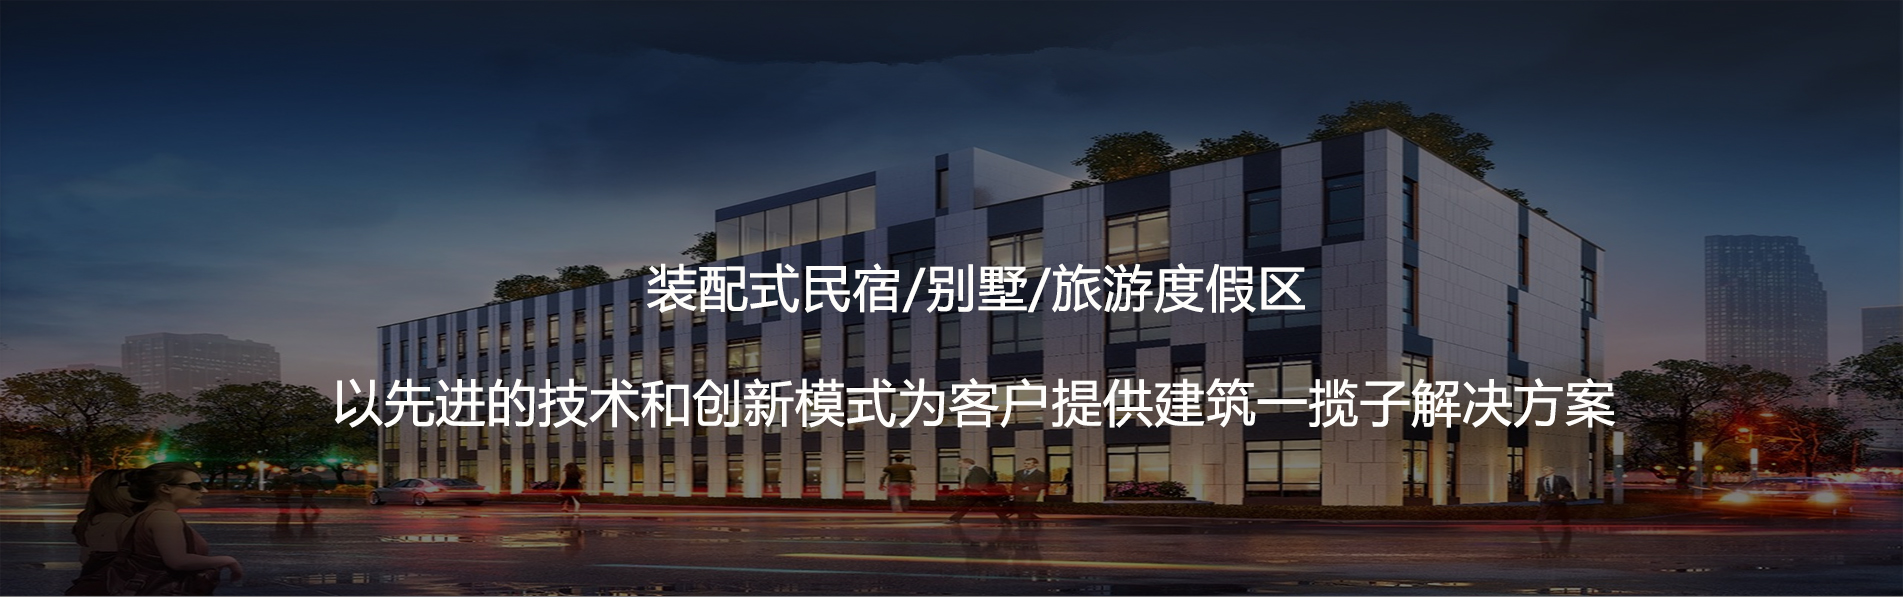 装配式民宿/别墅/旅游度假区
以先进的技术和创新模式为客户提供建筑一揽子解决方案